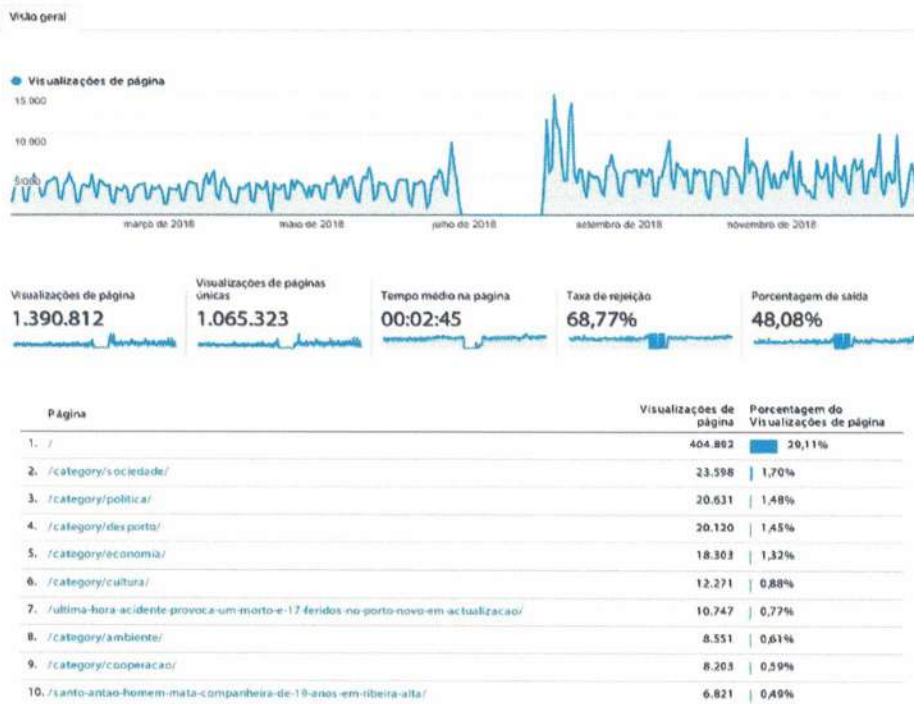 Visão geral
Visualizações de página
15.000
10.000
5.000
março de 2018
maio de 2018
julho de 2018
setembro de 2018
novembro de 2018
Visualizações de página
1.390.812
Visualizações de páginas
únicas
1.065.323
Tempo médio na página
00:02:45
Taxa de rejeição
68,77%
Porcentagem de saída
48,08%
Página Visualizações de página Porcentagem do Visualizações de página
1. / 404.802 29,11%
2. /category/sociedade/ 23.598 1,70%
3. /category/politica/ 20.631 1,48%
4. /category/desporto/ 20.120 1,45%
5. /category/economia/ 18.303 1,32%
6. /category/cultura/ 12.271 0,88%
7. /ultima-hora-acidente-provoca-um-morto-e-17-feridos-no-porto-novo-em-actualizacao/ 10.747 0,77%
8. /category/ambiente/ 8.551 0,61%
9. /category/cooperacao/ 8.203 0,59%
10. /santo-antao-homem-mata-companheira-de-19-anos-em-ribeira-alta/ 6.821 0,49%